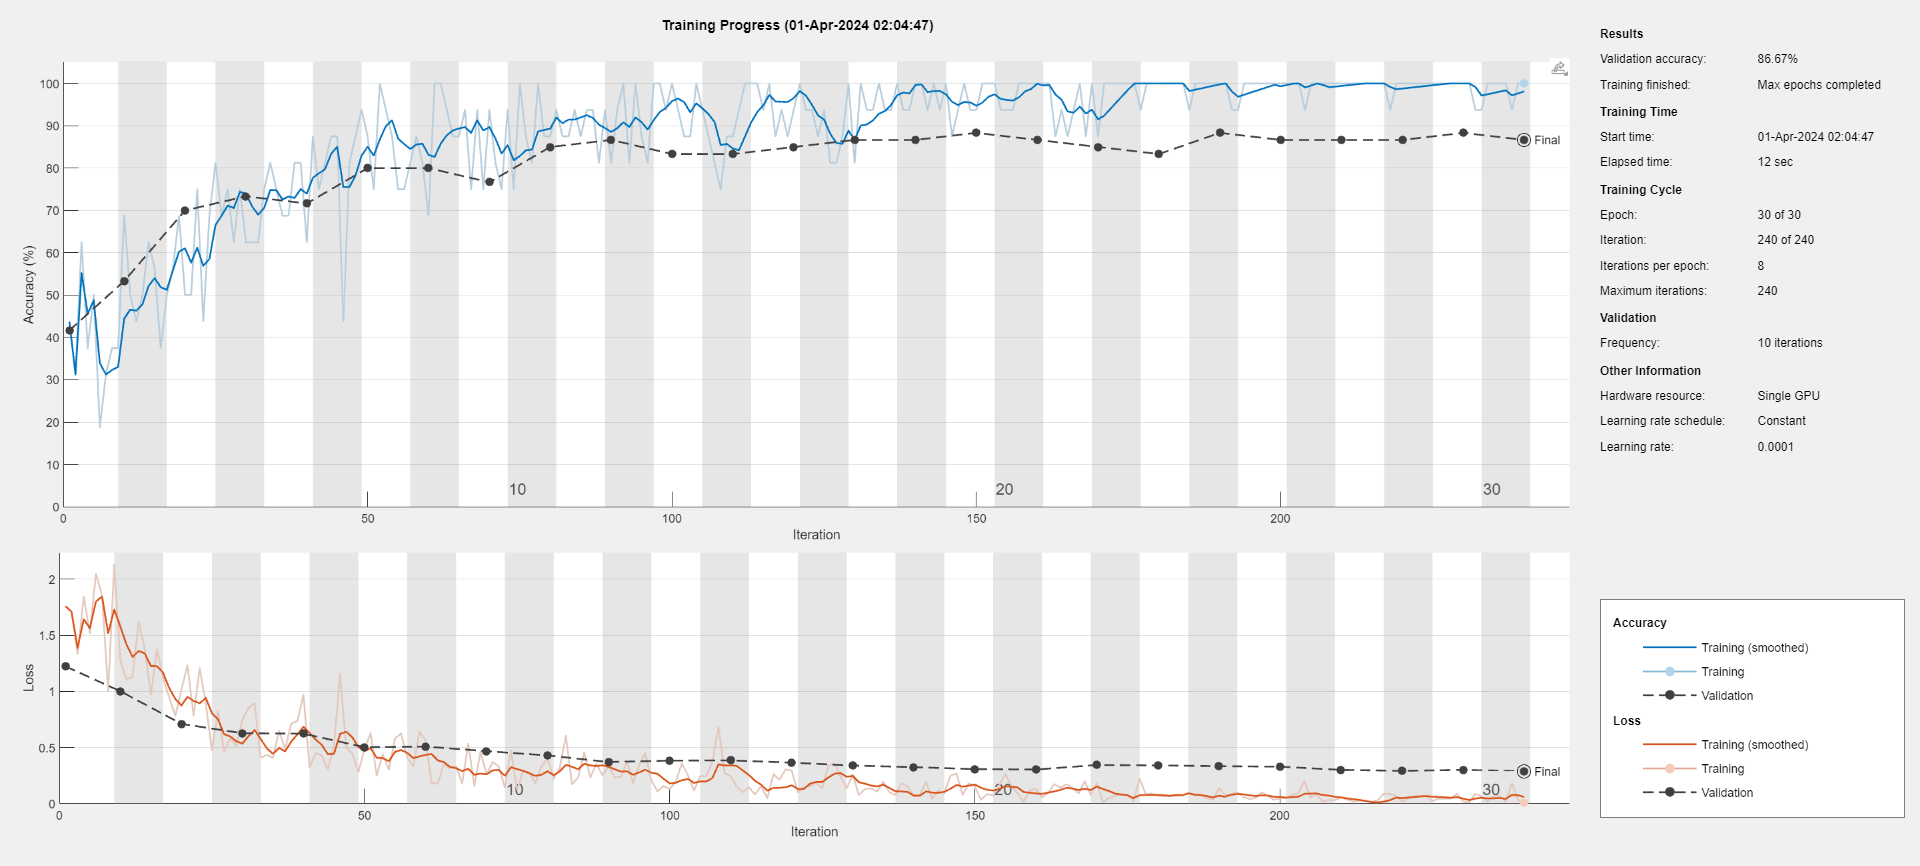 Training Progress (01-Apr-2024 02:04:47)
100
90
80
70
60
50
40
30
20
10
0
Accuracy (%)
Final
10
20
30
0
50
100
150
200
Iteration
2
1.5
1
0.5
0
Loss
Final
10
20
30
0
50
100
150
200
Iteration
Results
Validation accuracy: 86.67%
Training finished: Max epochs completed
Training Time
Start time: 01-Apr-2024 02:04:47
Elapsed time: 12 sec
Training Cycle
Epoch: 30 of 30
Iteration: 240 of 240
Iterations per epoch: 8
Maximum iterations: 240
Validation
Frequency: 10 iterations
Other Information
Hardware resource: Single GPU
Learning rate schedule: Constant
Learning rate: 0.0001
Accuracy
Training (smoothed)
Training
Validation
Loss
Training (smoothed)
Training
Validation